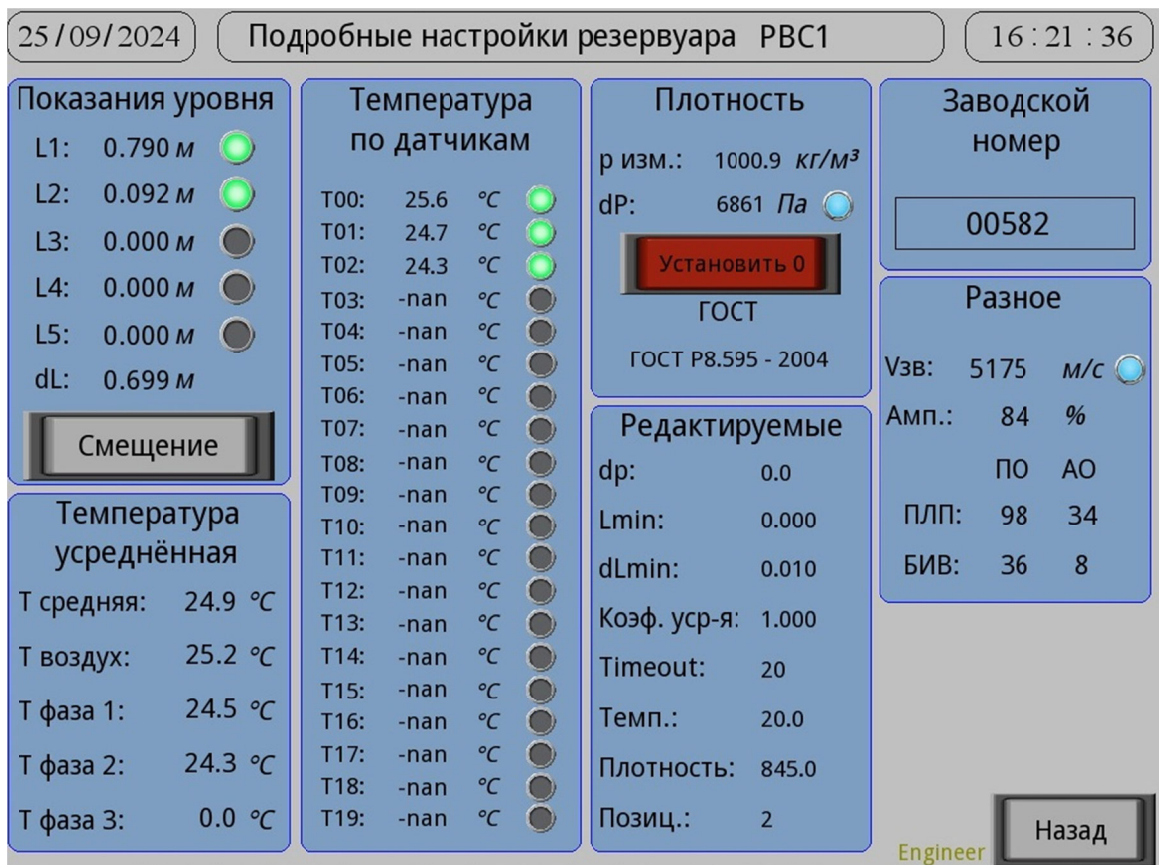 25/09/2024 Подробные настройки резервуара РВС1 16:21:36
Показания уровня
L1: 0.790 м
L2: 0.092 м
L3: 0.000 м
L4: 0.000 м
L5: 0.000 м
dL: 0.699 м
Смещение
Температура
усреднённая
Т средняя: 24.9 °C
Т воздух: 25.2 °C
Т фаза 1: 24.5 °C
Т фаза 2: 24.3 °C
Т фаза 3: 0.0 °C
Температура
по датчикам
T00: 25.6 °C
T01: 24.7 °C
T02: 24.3 °C
T03: -nan °C
T04: -nan °C
T05: -nan °C
T06: -nan °C
T07: -nan °C
T08: -nan °C
T09: -nan °C
T10: -nan °C
T11: -nan °C
T12: -nan °C
T13: -nan °C
T14: -nan °C
T15: -nan °C
T16: -nan °C
T17: -nan °C
T18: -nan °C
T19: -nan °C
Плотность
р изм.: 1000.9 кг/м³
dP: 6861 Па
Установить 0
ГОСТ
ГОСТ Р8.595 - 2004
Редактируемые
dp: 0.0
Lmin: 0.000
dLmin: 0.010
Коэф. уср-я: 1.000
Timeout: 20
Темп.: 20.0
Плотность: 845.0
Позиц.: 2
Заводской
номер
00582
Разное
Vзв: 5175 м/с
Амп.: 84 %
ПО АО
ПЛП: 98 34
БИВ: 36 8
Engineer
Назад